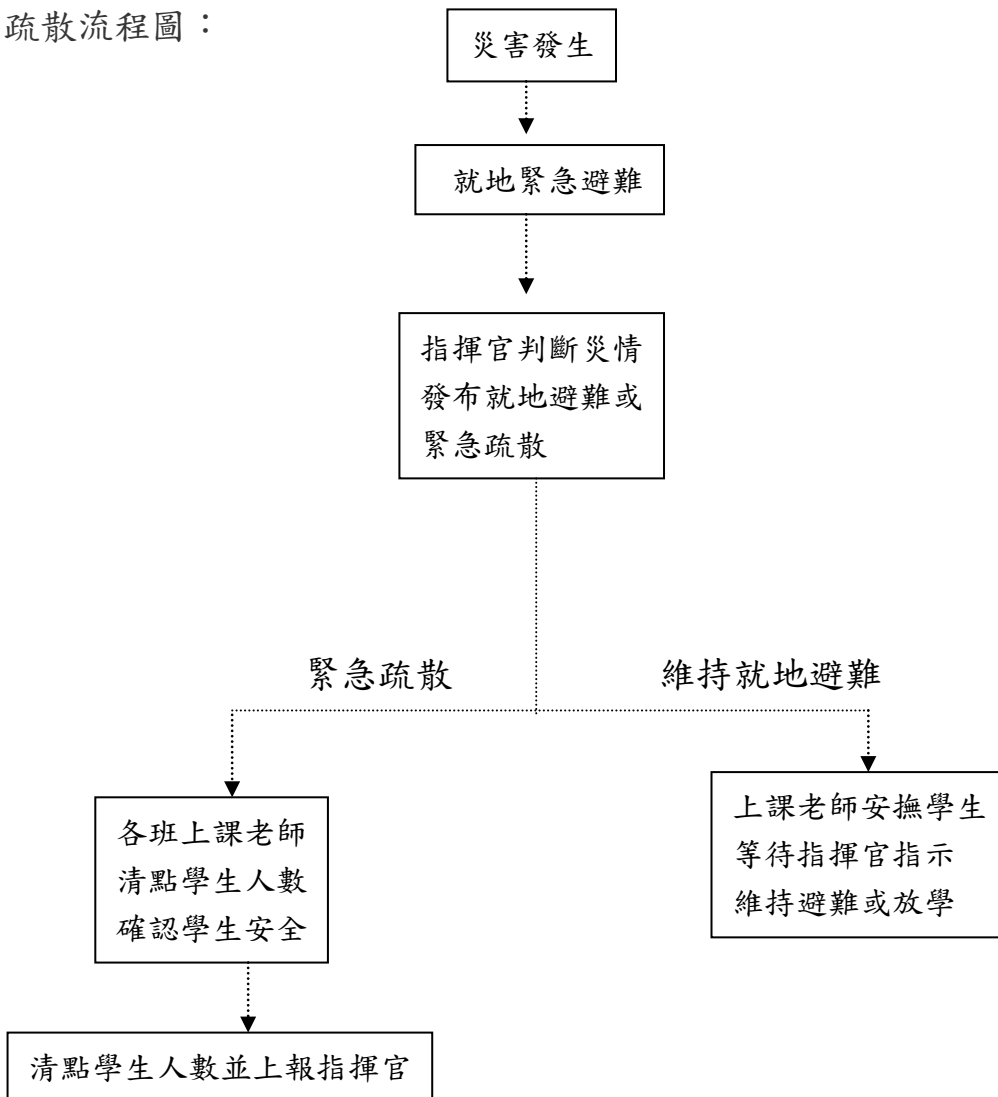 疏散流程圖：
災害發生
就地緊急避難
指揮官判斷災情
發布就地避難或
緊急疏散
緊急疏散
維持就地避難
各班上課老師
清點學生人數
確認學生安全
上課老師安撫學生
等待指揮官指示
維持避難或放學
清點學生人數並上報指揮官